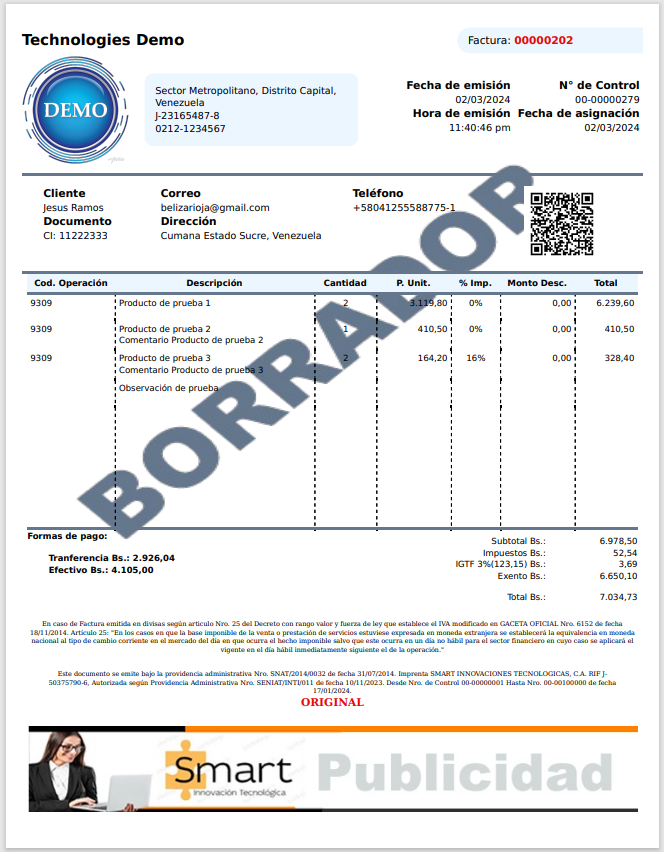 Technologies Demo
Factura: 00000202
DEMO
Sector Metropolitano, Distrito Capital,
Venezuela
J-23165487-8
0212-1234567
Fecha de emisión N° de Control
02/03/2024 00-00000279
Hora de emisión Fecha de asignación
11:40:46 pm 02/03/2024
Cliente Correo Teléfono
Jesus Ramos belizarioja@gmail.com +58041255588775-1
Documento Dirección
CI: 11222333 Cumana Estado Sucre, Venezuela
BORRADOR
Cod. Operación Descripción Cantidad P. Unit. % Imp. Monto Desc. Total
9309 Producto de prueba 1 2 3.119,80 0% 0,00 6.239,60
9309 Producto de prueba 2 1 410,50 0% 0,00 410,50
Comentario Producto de prueba 2
9309 Producto de prueba 3 2 164,20 16% 0,00 328,40
Comentario Producto de prueba 3
Observación de prueba
Formas de pago:
Tranferencia Bs.: 2.926,04
Efectivo Bs.: 4.105,00
Subtotal Bs.: 6.978,50
Impuestos Bs.: 52,54
IGTF 3%(123,15) Bs.: 3,69
Exento Bs.: 6.650,10
Total Bs.: 7.034,73
En caso de Factura emitida en divisas según articulo Nro. 25 del Decreto con rango valor y fuerza de ley que establece el IVA modificado en GACETA OFICIAL Nro. 6152 de fecha
18/11/2014. Articulo 25: "En los casos en que la base imponible de la venta o prestación de servicios estuviese expresada en moneda extranjera se establecerá la equivalencia en moneda
nacional al tipo de cambio corriente en el mercado del día en que ocurra el hecho imponible salvo que este ocurra en un día no hábil para el sector financiero en cuyo caso se aplicará el
vigente en el día hábil inmediatamente siguiente el de la operación."
Este documento se emite bajo la providencia administrativa Nro. SNAT/2014/0032 de fecha 31/07/2014. Imprenta SMART INNOVACIONES TECNOLOGICAS, C.A. RIF J-
50375790-6, Autorizada según Providencia Administrativa Nro. SENIAT/INTI/011 de fecha 10/11/2023. Desde Nro. de Control 00-00000001 Hasta Nro. 00-00100000 de fecha
17/01/2024.
ORIGINAL
Smart Publicidad
Innovación Tecnológica